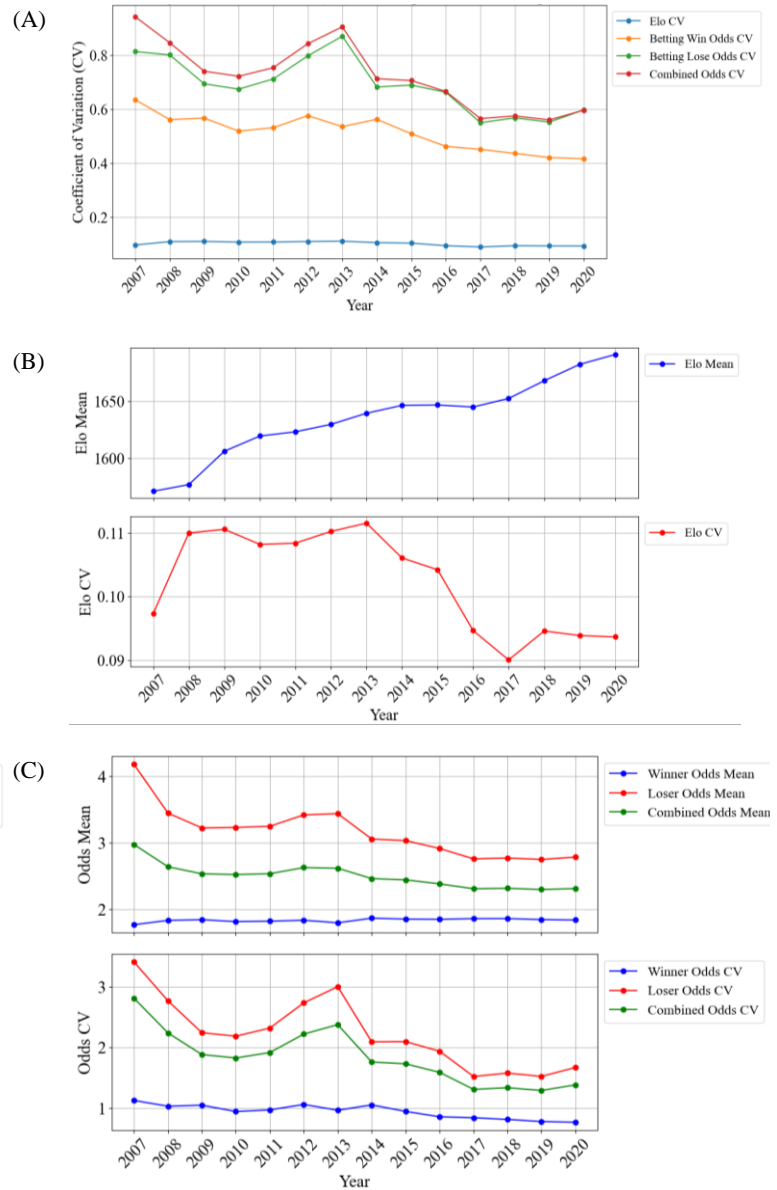 (A)
Coefficient of Variation (CV)
0.8
0.6
0.4
0.2
2007
2008
2009
2010
2011
2012
2013
2014
2015
2016
2017
2018
2019
2020
Year
Elo CV
Betting Win Odds CV
Betting Lose Odds CV
Combined Odds CV
(B)
Elo Mean
1650
1600
Elo Mean
Elo CV
0.11
0.10
0.09
Elo CV
2007
2008
2009
2010
2011
2012
2013
2014
2015
2016
2017
2018
2019
2020
Year
(C)
Odds Mean
4
3
2
Winner Odds Mean
Loser Odds Mean
Combined Odds Mean
Odds CV
3
2
1
Winner Odds CV
Loser Odds CV
Combined Odds CV
2007
2008
2009
2010
2011
2012
2013
2014
2015
2016
2017
2018
2019
2020
Year